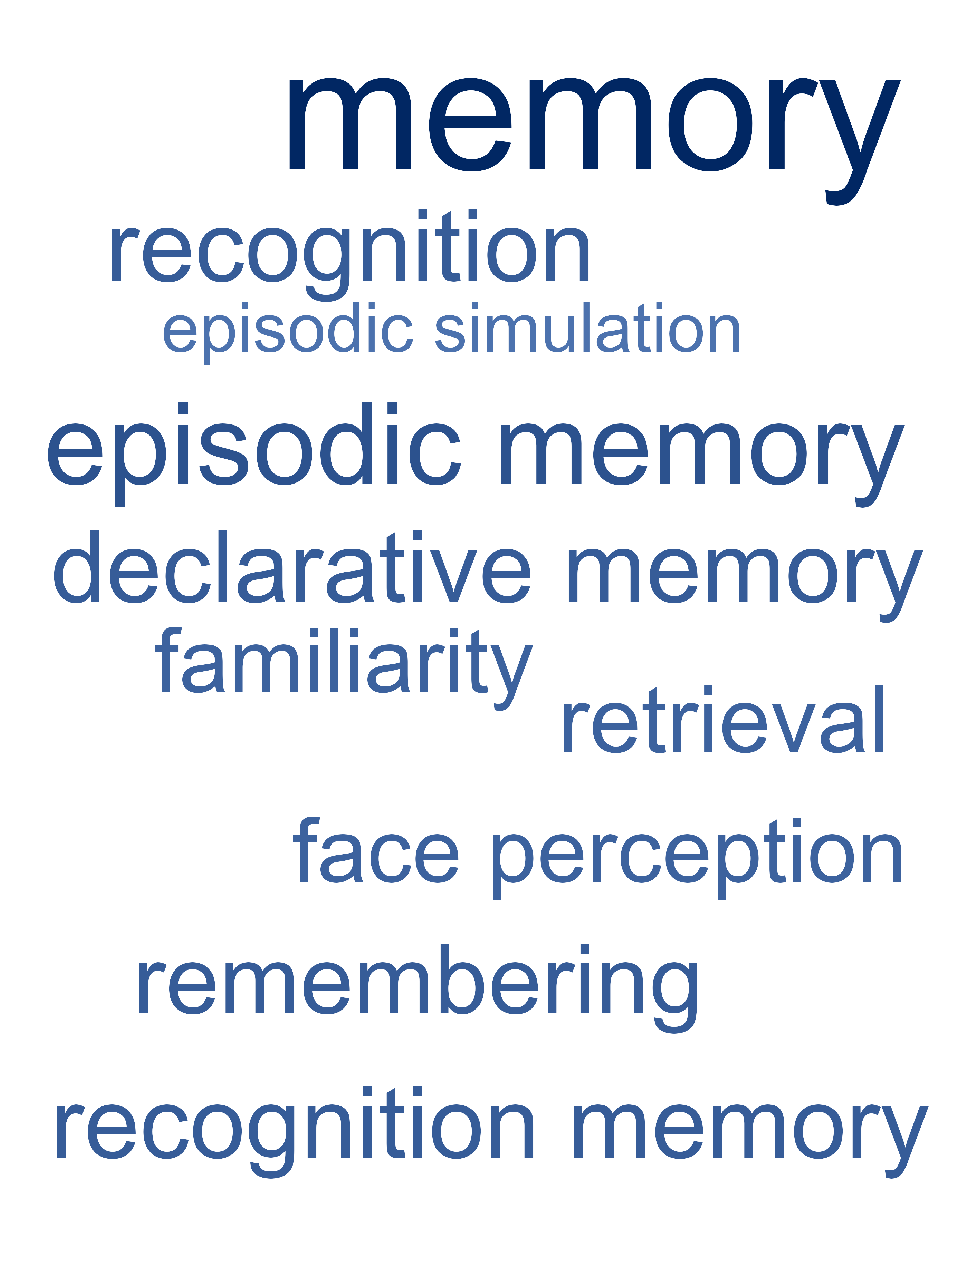 memory
recognition
episodic simulation
episodic memory
declarative memory
familiarity
retrieval
face perception
remembering
recognition memory